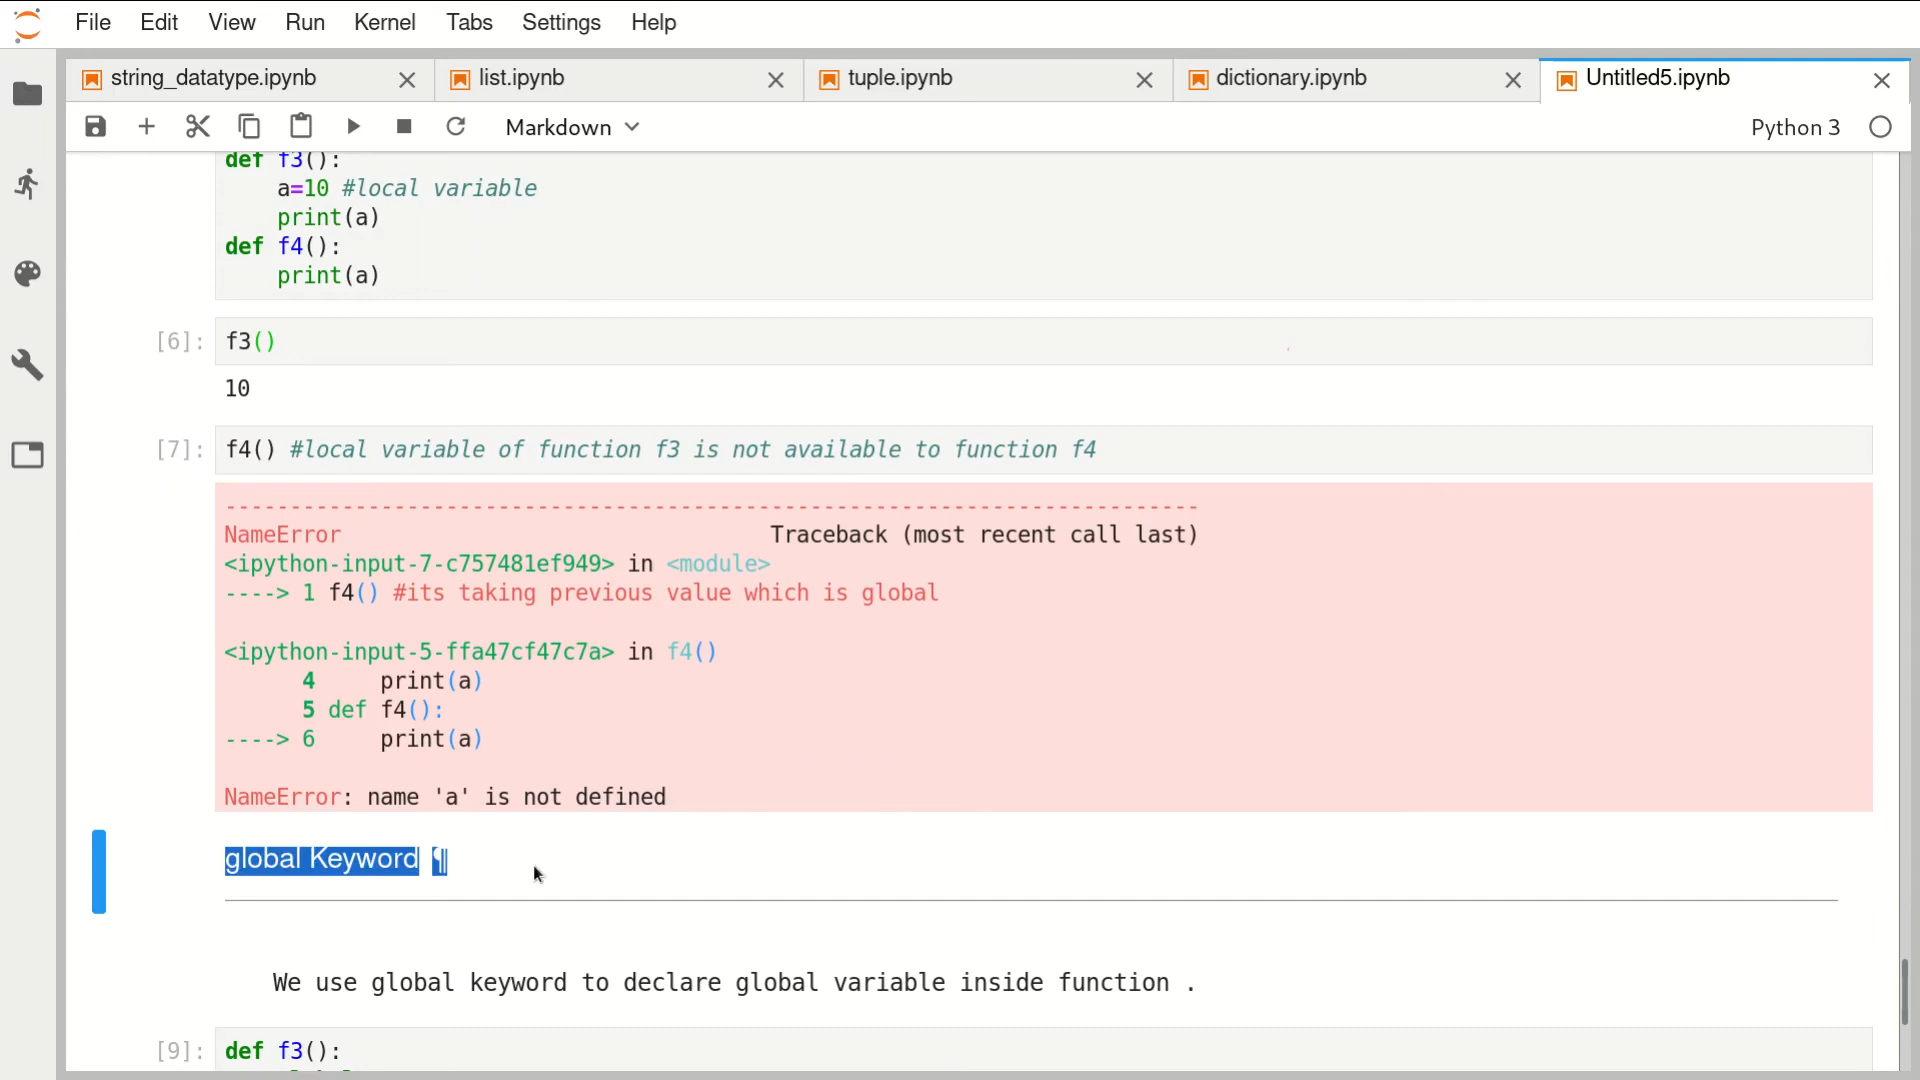 File Edit View Run Kernel Tabs Settings Help
string_datatype.ipynb list.ipynb tuple.ipynb dictionary.ipynb Untitled5.ipynb
Markdown Python 3
def f3():
    a=10 #local variable
    print(a)
def f4():
    print(a)
[6]: f3()
10
[7]: f4() #local variable of function f3 is not available to function f4
---------------------------------------------------------------------------
NameError                                 Traceback (most recent call last)
<ipython-input-7-c757481ef949> in <module>
----> 1 f4() #its taking previous value which is global
<ipython-input-5-ffa47cf47c7a> in f4()
      4     print(a)
      5 def f4():
----> 6     print(a)
NameError: name 'a' is not defined
global Keyword ¶
We use global keyword to declare global variable inside function .
[9]: def f3():